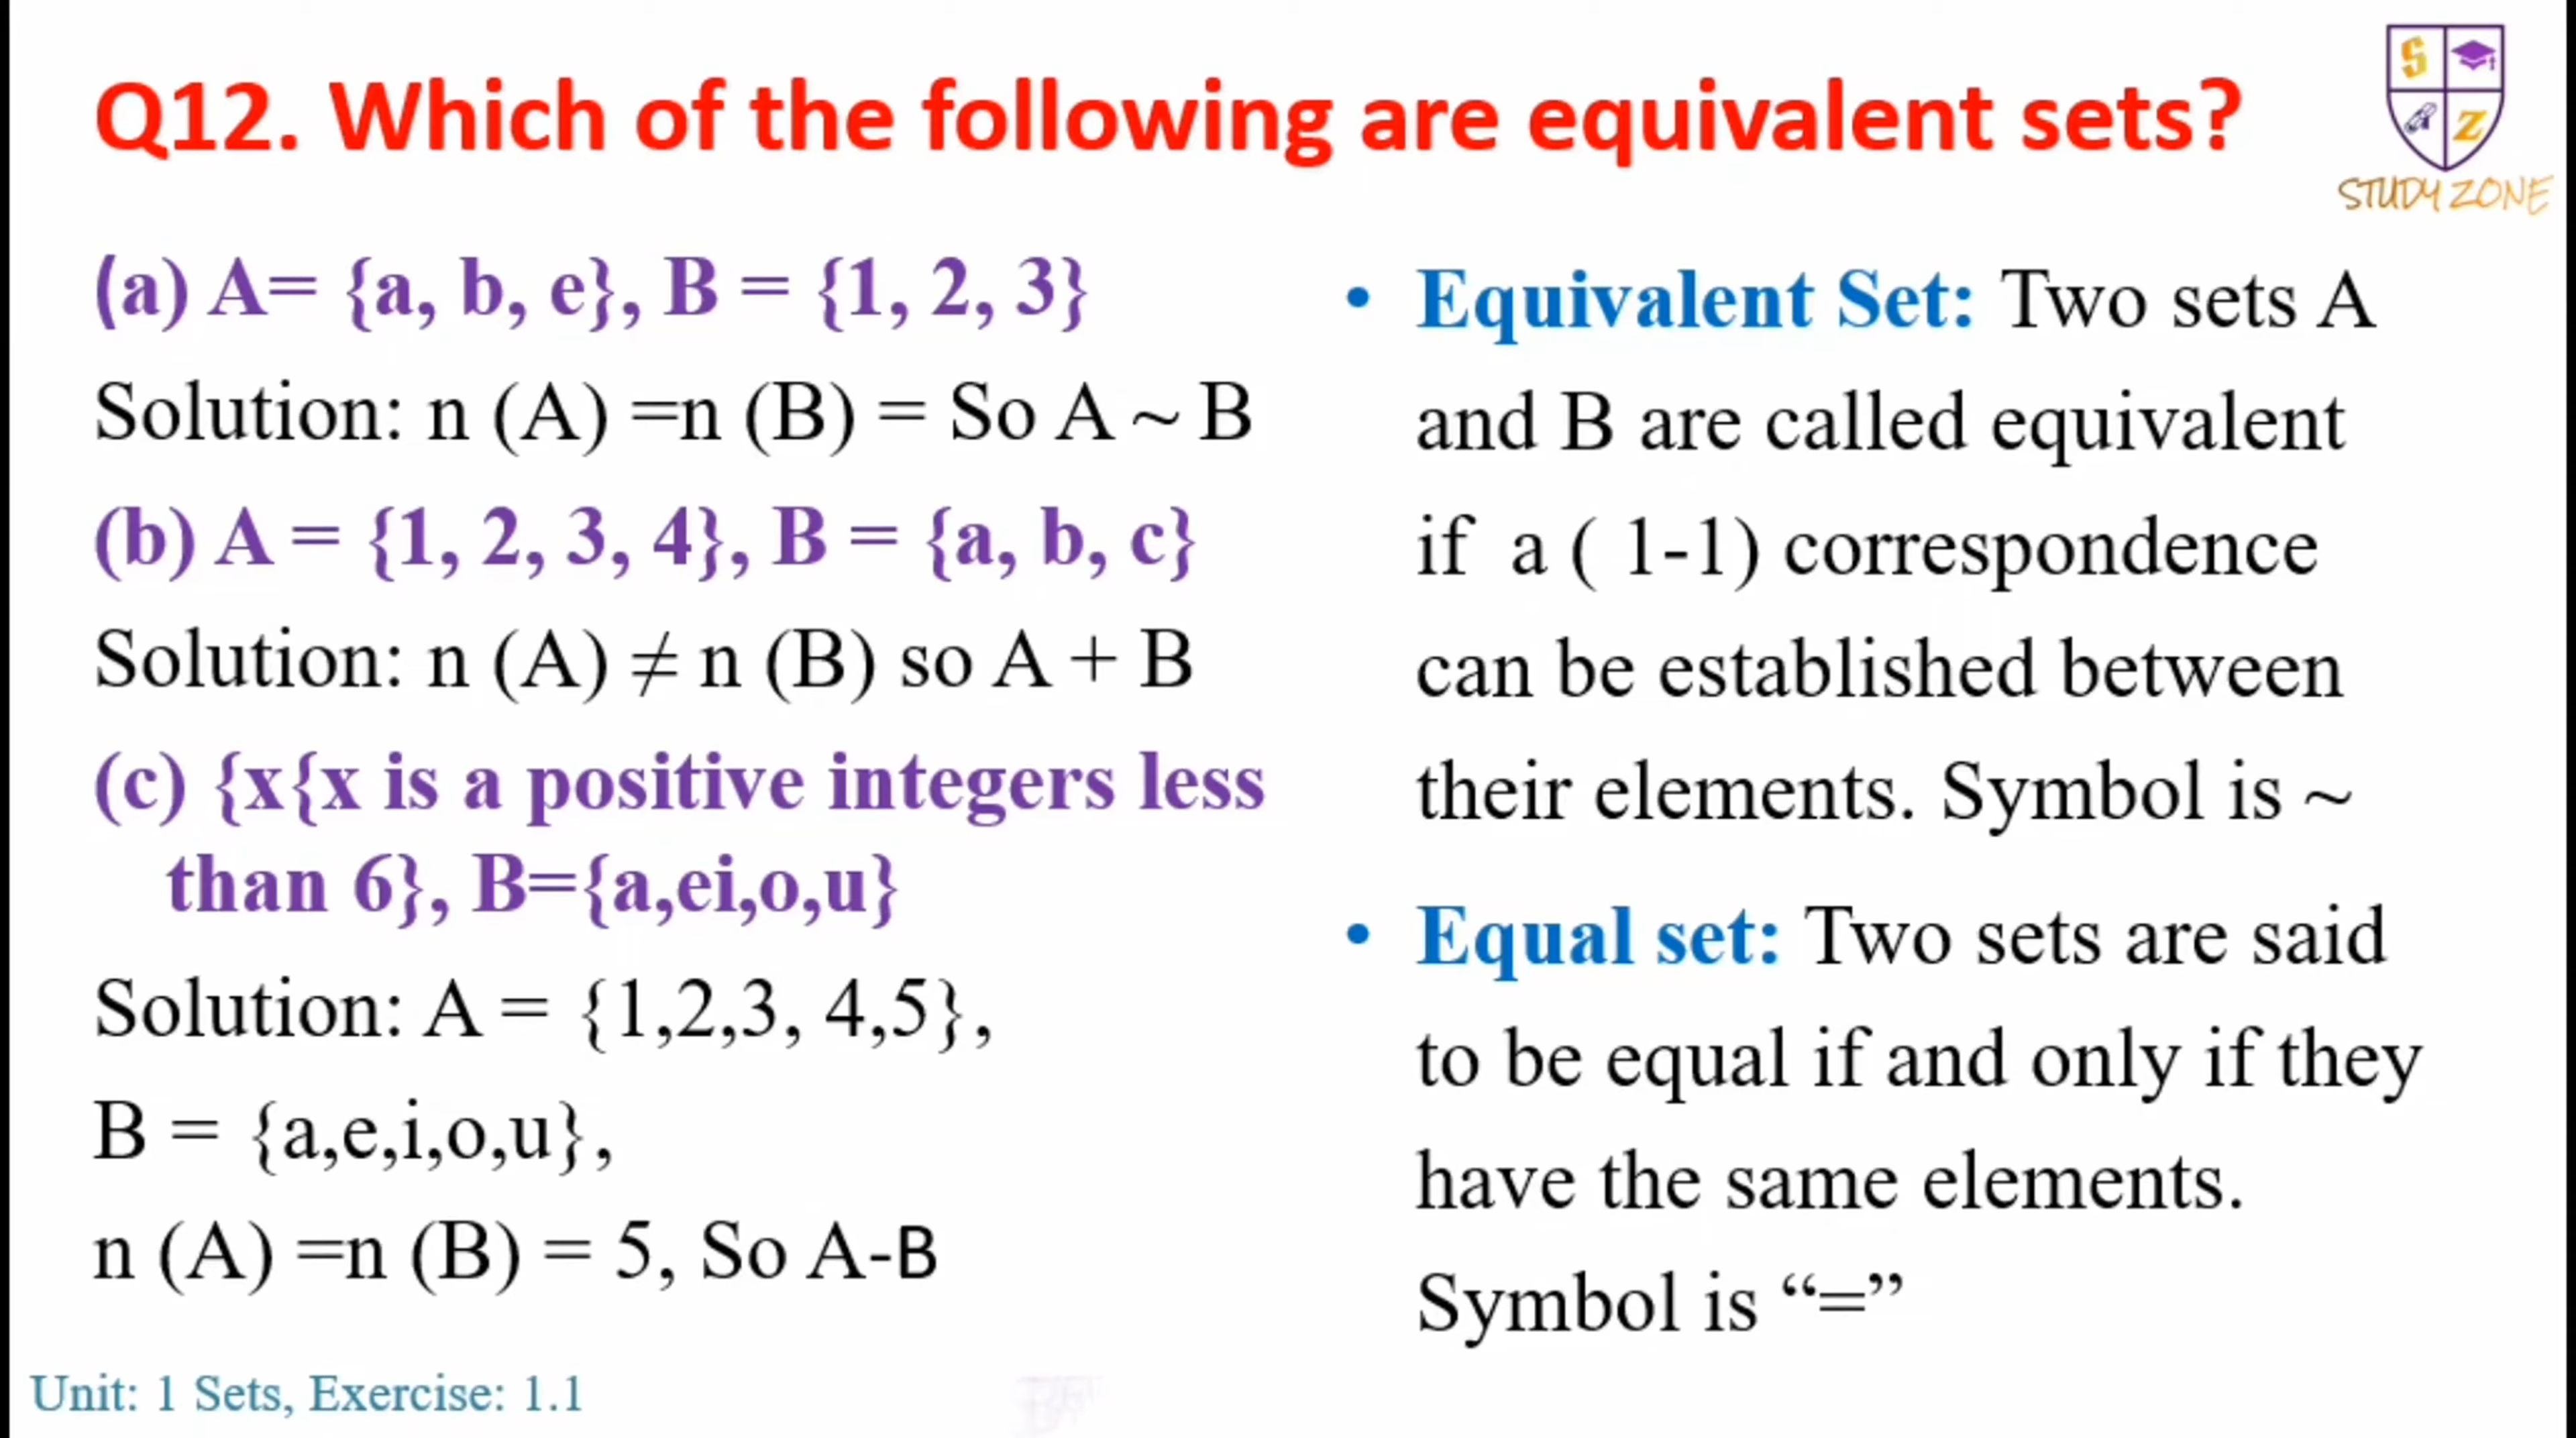 Q12. Which of the following are equivalent sets?
S
Z
STUDY ZONE
(a) A= {a, b, e}, B = {1, 2, 3}
Solution: n (A) =n (B) = So A ~ B
(b) A = {1, 2, 3, 4}, B = {a, b, c}
Solution: n (A) ≠ n (B) so A + B
(c) {x{x is a positive integers less
than 6}, B={a,ei,o,u}
Solution: A = {1,2,3, 4,5},
B = {a,e,i,o,u},
n (A) =n (B) = 5, So A-B
• Equivalent Set: Two sets A
and B are called equivalent
if a ( 1-1) correspondence
can be established between
their elements. Symbol is ~
• Equal set: Two sets are said
to be equal if and only if they
have the same elements.
Symbol is “=”
Unit: 1 Sets, Exercise: 1.1